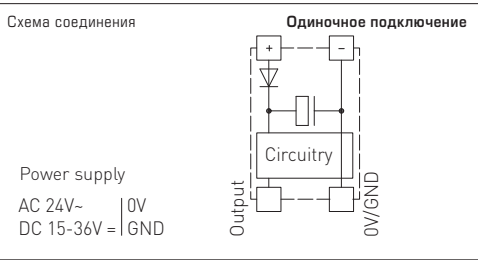 Схема соединения
Одиночное подключение
+ −
Circuitry
Power supply
AC 24V~ 0V
DC 15-36V = GND
Output
0V/GND